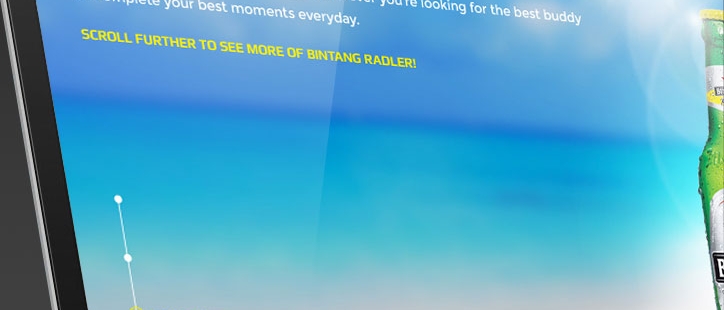 your best moments everyday.
you're looking for the best buddy
SCROLL FURTHER TO SEE MORE OF BINTANG RADLER!